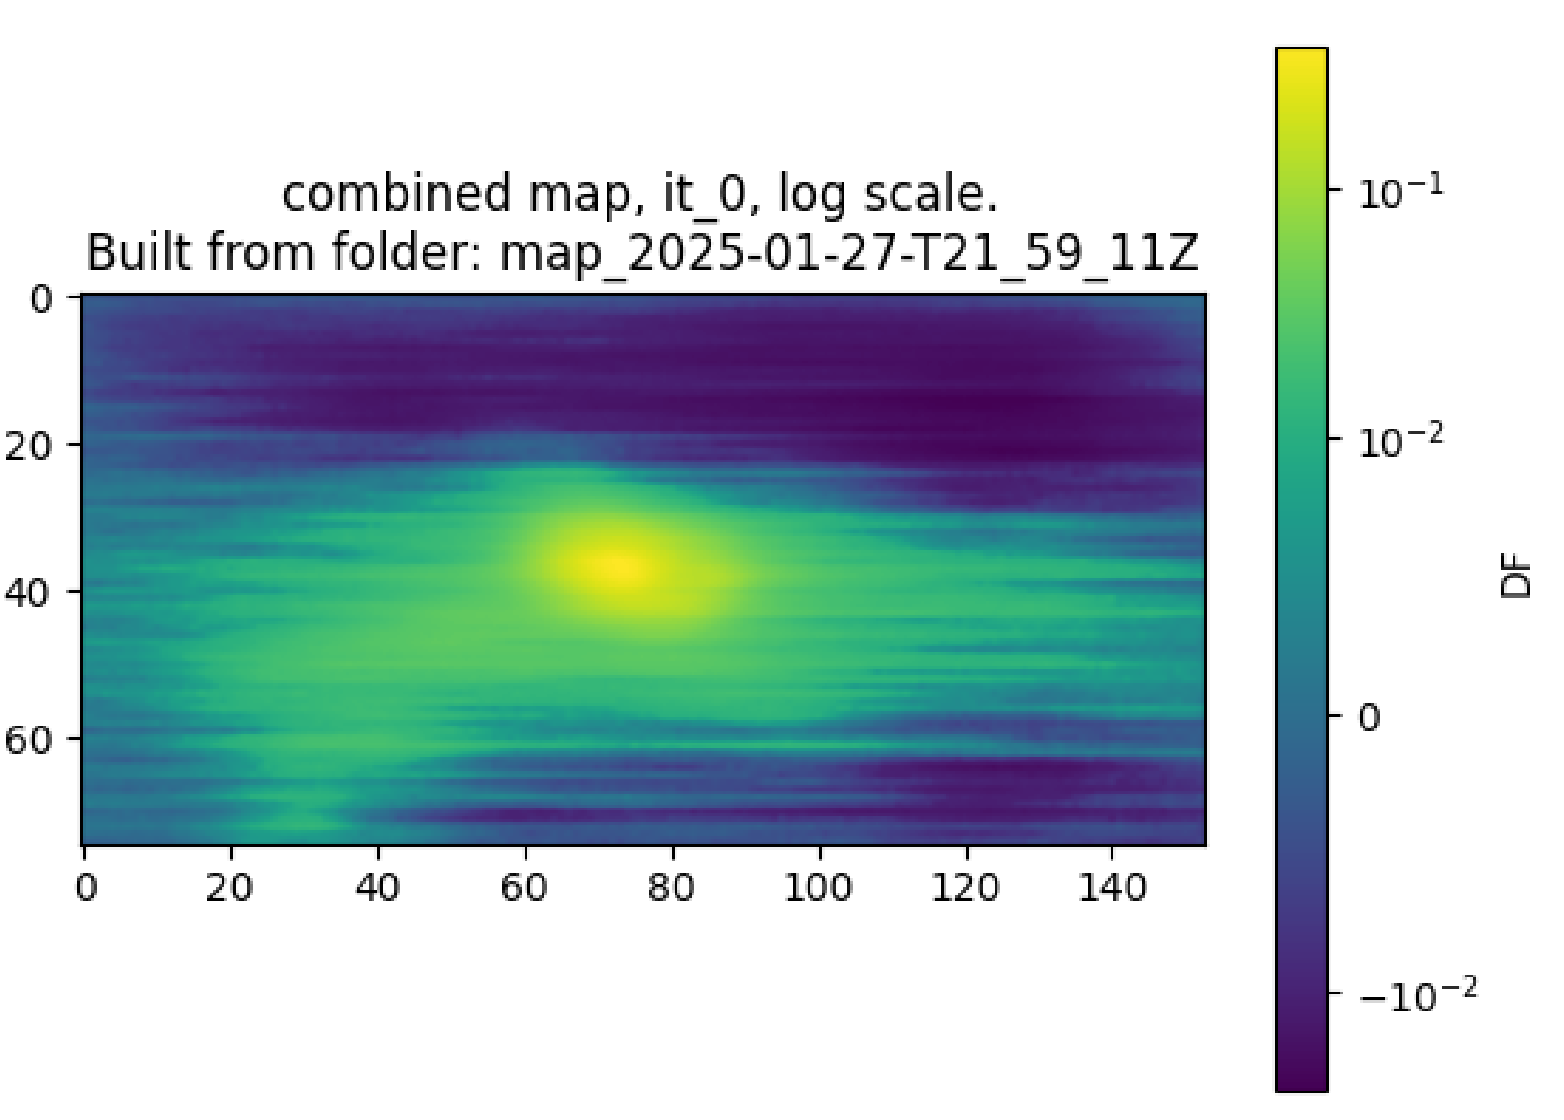 combined map, it_0, log scale.
Built from folder: map_2025-01-27-T21_59_11Z
0
20
40
60
0 20 40 60 80 100 120 140
10⁻¹
10⁻²
0
−10⁻²
DF